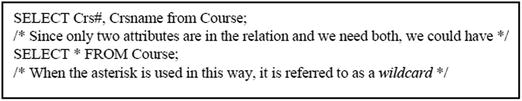 SELECT Crs#, Crsname from Course;
/* Since only two attributes are in the relation and we need both, we could have */
SELECT * FROM Course;
/* When the asterisk is used in this way, it is referred to as a wildcard */